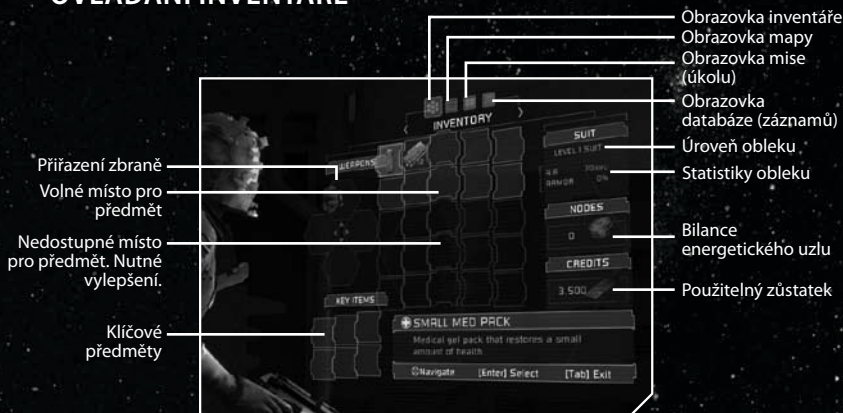 OVLÁDÁNÍ INVENTÁŘE
Obrazovka inventáře
Obrazovka mapy
Obrazovka mise
(úkolu)
Obrazovka
databáze (záznamů)
Úroveň obleku
Statistiky obleku
Bilance
energetického uzlu
Použitelný zůstatek
Přiřazení zbraně
Volné místo pro
předmět
Nedostupné místo
pro předmět. Nutné
vylepšení.
Klíčové
předměty
INVENTORY
WEAPONS
SUIT
LEVEL 1 SUIT
AIR
ARMOR 0%
NODES
0
CREDITS
3,500
KEY ITEMS
SMALL MED PACK
Medical gel pack that restores a small
amount of health
Navigate [Enter] Select [Tab] Exit